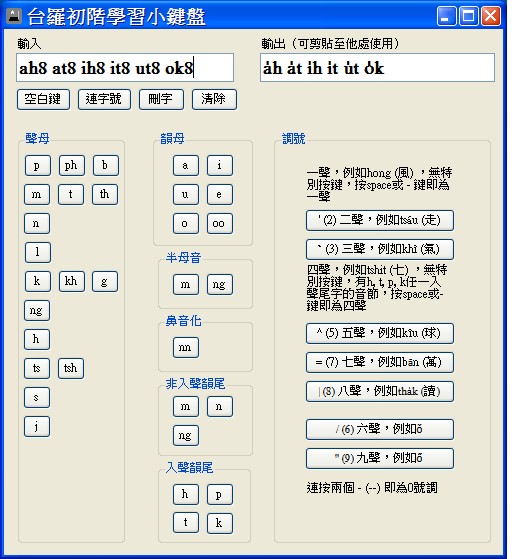 台羅初階學習小鍵盤
輸入
輸出（可剪貼至他處使用）
ah8 at8 ih8 it8 ut8 ok8
a̍h a̍t i̍h i̍t u̍t o̍k
空白鍵 連字號 刪字 清除
聲母
p ph b
m t th
n
l
k kh g
ng
h
ts tsh
s
j
韻母
a i
u e
o oo
半母音
m ng
鼻音化
nn
非入聲韻尾
m n
ng
入聲韻尾
h p
t k
調號
一聲，例如hong (風) ，無特
別按鍵，按space或 - 鍵即為
一聲
' (2) 二聲，例如tsáu (走)
` (3) 三聲，例如khì (氣)
四聲，例如tshit (七) ，無特
別按鍵，有h, t, p, k任一入
聲尾字的音節，按space或-
鍵即為四聲
^ (5) 五聲，例如kîu (球)
= (7) 七聲，例如bān (萬)
| (8) 八聲，例如tha̍k (讀)
/ (6) 六聲，例如ǒ
" (9) 九聲，例如ő
連按兩個 - (--) 即為0號調